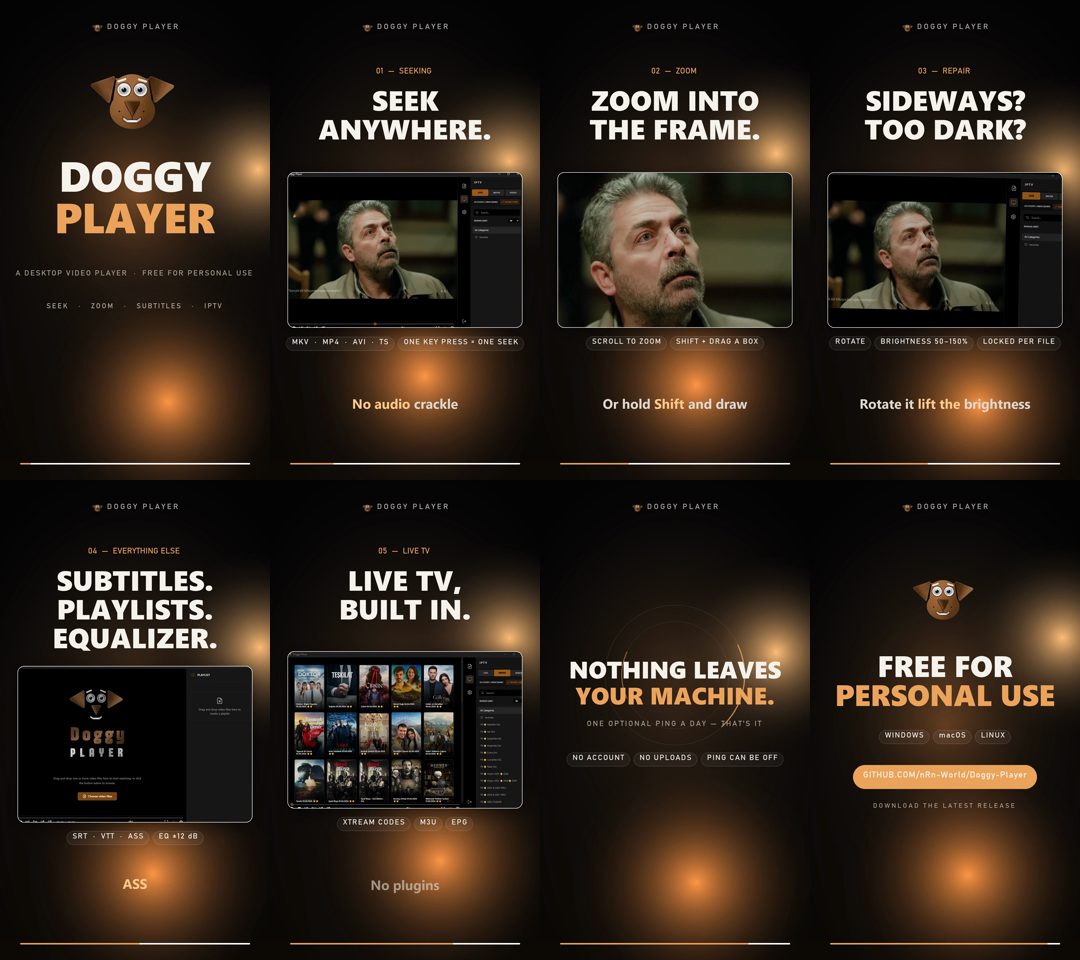 DOGGY PLAYER
DOGGY
PLAYER
A DESKTOP VIDEO PLAYER · FREE FOR PERSONAL USE
SEEK · ZOOM · SUBTITLES · IPTV
DOGGY PLAYER
01 — SEEKING
SEEK
ANYWHERE.
IPTV
MKV · MP4 · AVI · TS
ONE KEY PRESS = ONE SEEK
No audio crackle
DOGGY PLAYER
02 — ZOOM
ZOOM INTO
THE FRAME.
SCROLL TO ZOOM
SHIFT + DRAG A BOX
Or hold Shift and draw
DOGGY PLAYER
03 — REPAIR
SIDEWAYS?
TOO DARK?
IPTV
ROTATE
BRIGHTNESS 50–150%
LOCKED PER FILE
Rotate it lift the brightness
DOGGY PLAYER
04 — EVERYTHING ELSE
SUBTITLES.
PLAYLISTS.
EQUALIZER.
PLAYLIST
Doggy
PLAYER
SRT · VTT · ASS
ASS
DOGGY PLAYER
05 — LIVE TV
LIVE TV,
BUILT IN.
IPTV
TEŞKİLAT
XTREAM CODES
M3U
EPG
No plugins
DOGGY PLAYER
NOTHING LEAVES
YOUR MACHINE.
ONE OPTIONAL PING A DAY — THAT'S IT
NO ACCOUNT
NO UPLOADS
PING CAN BE OFF
DOGGY PLAYER
FREE FOR
PERSONAL USE
WINDOWS
macOS
LINUX
GITHUB.COM/nRn-World/Doggy-Player
DOWNLOAD THE LATEST RELEASE